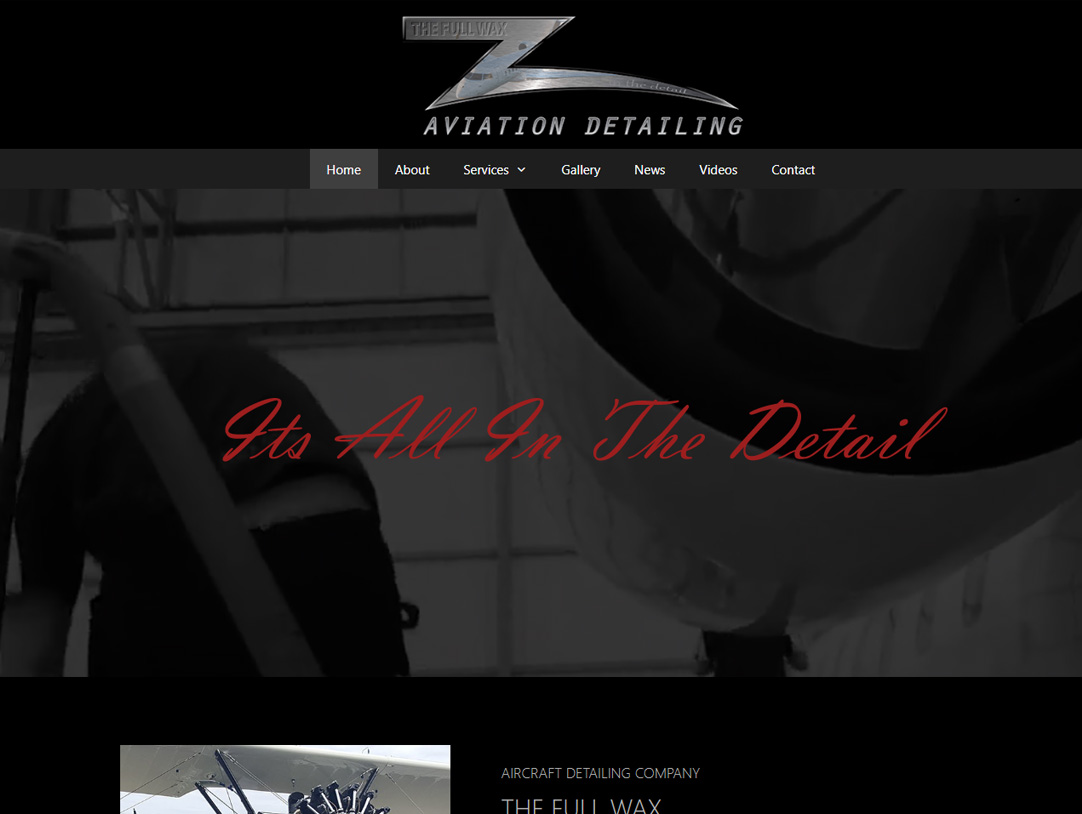 THE FULL WAX
the detail
AVIATION DETAILING
Home About Services Gallery News Videos Contact
Its All In The Detail
AIRCRAFT DETAILING COMPANY
THE FULL WAX